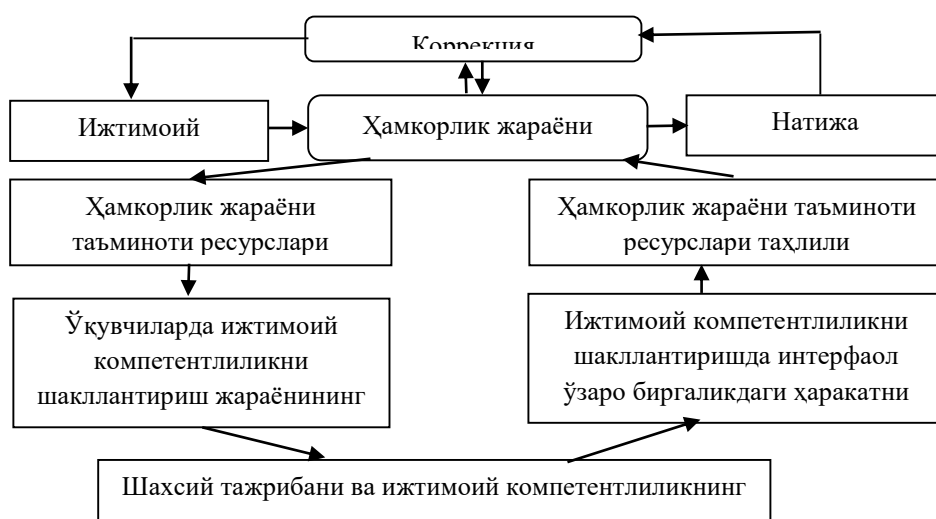 Коррекция
Ижтимоий
Ҳамкорлик жараёни
Натижа
Ҳамкорлик жараёни
таъминоти ресурслари
Ҳамкорлик жараёни таъминоти
ресурслари таҳлили
Ўқувчиларда ижтимоий
компетентлиликни
шакллантириш жараёнининг
Ижтимоий компетентлиликни
шакллантиришда интерфаол
ўзаро биргаликдаги ҳаракатни
Шахсий тажрибани ва ижтимоий компетентлиликнинг